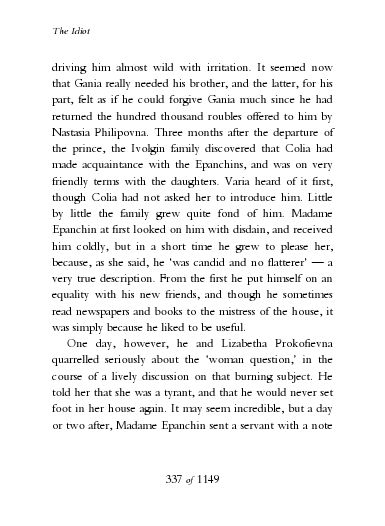 The Idiot
driving him almost wild with irritation. It seemed now
that Gania really needed his brother, and the latter, for his
part, felt as if he could forgive Gania much since he had
returned the hundred thousand roubles offered to him by
Nastasia Philipovna. Three months after the departure of
the prince, the Ivolgin family discovered that Colia had
made acquaintance with the Epanchins, and was on very
friendly terms with the daughters. Varia heard of it first,
though Colia had not asked her to introduce him. Little
by little the family grew quite fond of him. Madame
Epanchin at first looked on him with disdain, and received
him coldly, but in a short time he grew to please her,
because, as she said, he ‘was candid and no flatterer’ — a
very true description. From the first he put himself on an
equality with his new friends, and though he sometimes
read newspapers and books to the mistress of the house, it
was simply because he liked to be useful.
One day, however, he and Lizabetha Prokofievna
quarrelled seriously about the ‘woman question,’ in the
course of a lively discussion on that burning subject. He
told her that she was a tyrant, and that he would never set
foot in her house again. It may seem incredible, but a day
or two after, Madame Epanchin sent a servant with a note
337 of 1149